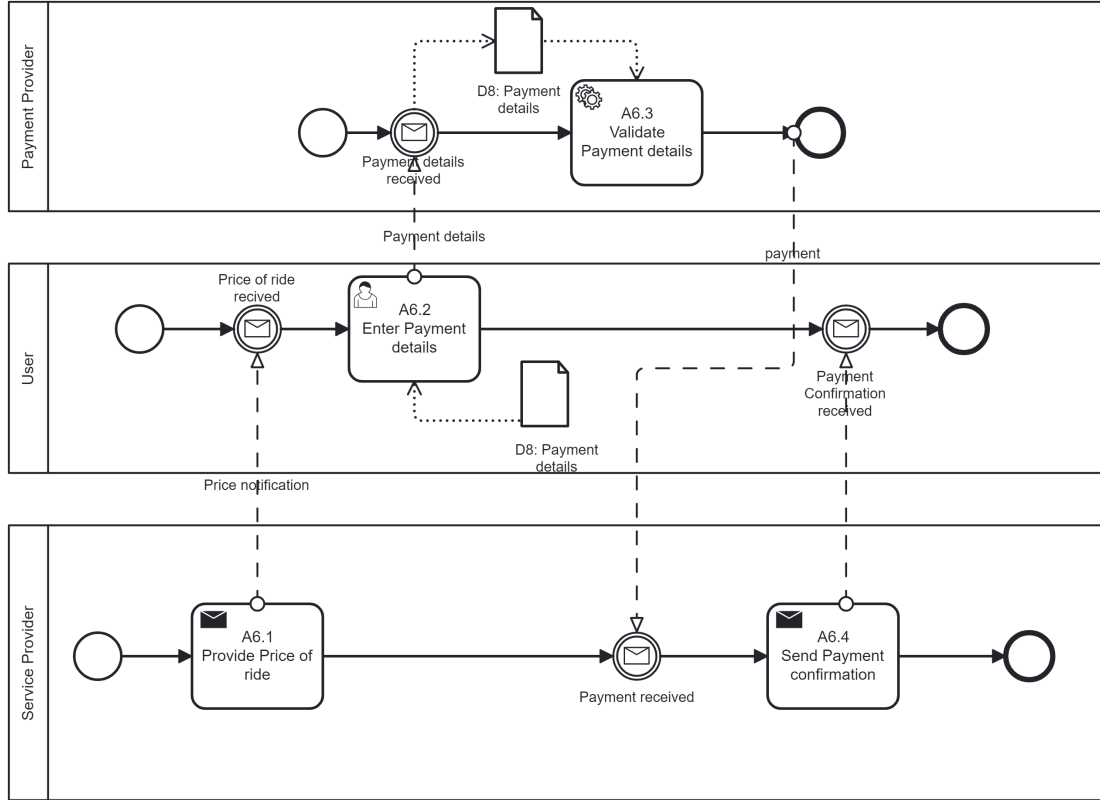 Payment Provider
D8: Payment
details
A6.3
Validate
Payment details
Payment details
received
Payment details
payment
User
Price of ride
recived
A6.2
Enter Payment
details
D8: Payment
details
Payment
Confirmation
received
Price notification
Service Provider
A6.1
Provide Price of
ride
Payment received
A6.4
Send Payment
confirmation